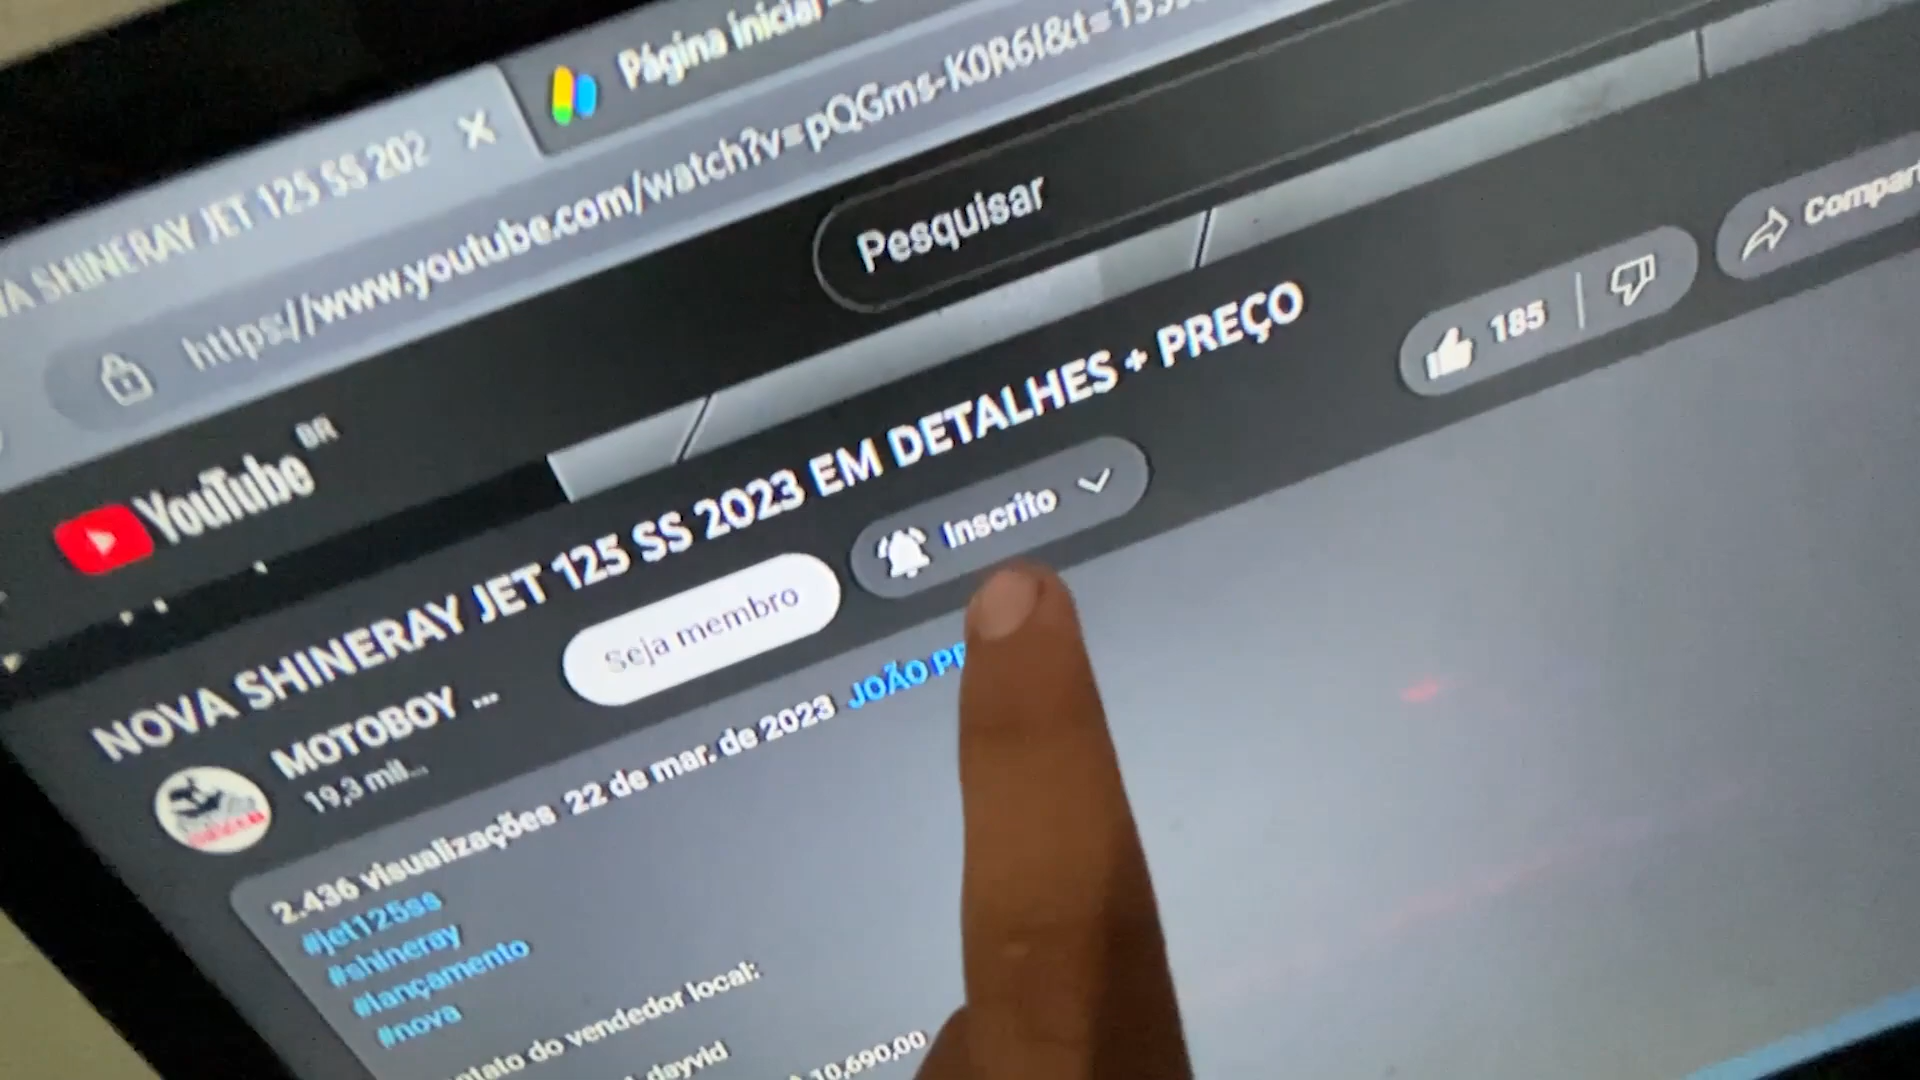 SHINERAY JET 125 SS 202
Página inicial
https://www.youtube.com/watch?v=pQGms-K0R6I&t=
YouTube BR
Pesquisar
NOVA SHINERAY JET 125 SS 2023 EM DETALHES + PREÇO
MOTOBOY ...
19,3 mil...
Seja membro
Inscrito
185
2.436 visualizações 22 de mar. de 2023 JOÃO
#jet125ss
#shineray
#lançamento
#nova
do vendedor local:
dayvid
10,690,00